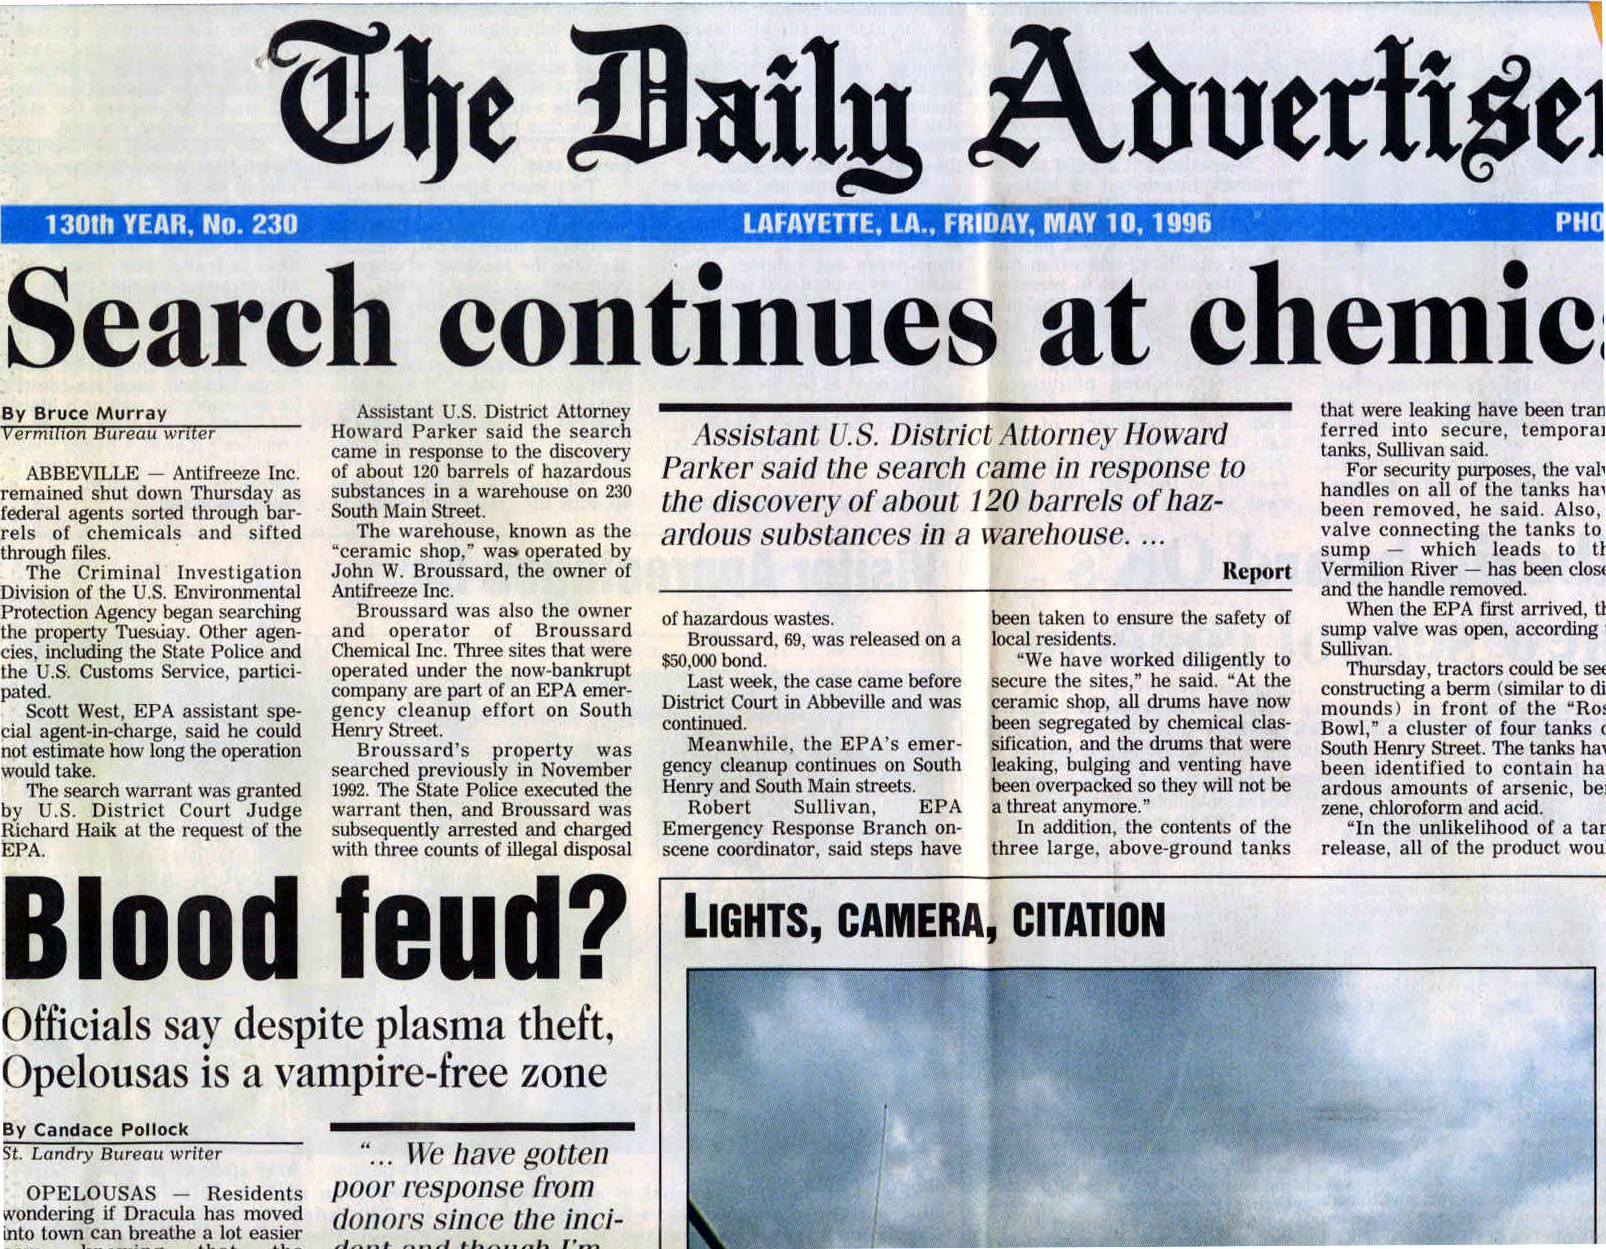 The Daily Advertiser
130th YEAR, No. 230
LAFAYETTE, LA., FRIDAY, MAY 10, 1996
PHO
Search continues at chemic
By Bruce Murray
Vermilion Bureau writer
ABBEVILLE — Antifreeze Inc.
remained shut down Thursday as
federal agents sorted through bar-
rels of chemicals and sifted
through files.
The Criminal Investigation
Division of the U.S. Environmental
Protection Agency began searching
the property Tuesday. Other agen-
cies, including the State Police and
the U.S. Customs Service, partici-
pated.
Scott West, EPA assistant spe-
cial agent-in-charge, said he could
not estimate how long the operation
would take.
The search warrant was granted
by U.S. District Court Judge
Richard Haik at the request of the
EPA.
Assistant U.S. District Attorney
Howard Parker said the search
came in response to the discovery
of about 120 barrels of hazardous
substances in a warehouse on 230
South Main Street.
The warehouse, known as the
“ceramic shop,” was operated by
John W. Broussard, the owner of
Antifreeze Inc.
Broussard was also the owner
and operator of Broussard
Chemical Inc. Three sites that were
operated under the now-bankrupt
company are part of an EPA emer-
gency cleanup effort on South
Henry Street.
Broussard’s property was
searched previously in November
1992. The State Police executed the
warrant then, and Broussard was
subsequently arrested and charged
with three counts of illegal disposal
Assistant U.S. District Attorney Howard
Parker said the search came in response to
the discovery of about 120 barrels of haz-
ardous substances in a warehouse. ...
Report
of hazardous wastes.
Broussard, 69, was released on a
$50,000 bond.
Last week, the case came before
District Court in Abbeville and was
continued.
Meanwhile, the EPA’s emer-
gency cleanup continues on South
Henry and South Main streets.
Robert Sullivan, EPA
Emergency Response Branch on-
scene coordinator, said steps have
been taken to ensure the safety of
local residents.
“We have worked diligently to
secure the sites,” he said. “At the
ceramic shop, all drums have now
been segregated by chemical clas-
sification, and the drums that were
leaking, bulging and venting have
been overpacked so they will not be
a threat anymore.”
In addition, the contents of the
three large, above-ground tanks
that were leaking have been tran
ferred into secure, temporar
tanks, Sullivan said.
For security purposes, the valv
handles on all of the tanks hav
been removed, he said. Also,
valve connecting the tanks to
sump — which leads to th
Vermilion River — has been close
and the handle removed.
When the EPA first arrived, th
sump valve was open, according
Sullivan.
Thursday, tractors could be see
constructing a berm (similar to di
mounds) in front of the “Ros
Bowl,” a cluster of four tanks o
South Henry Street. The tanks hav
been identified to contain ha
ardous amounts of arsenic, ben
zene, chloroform and acid.
“In the unlikelihood of a tan
release, all of the product woul
Blood feud?
Officials say despite plasma theft,
Opelousas is a vampire-free zone
By Candace Pollock
St. Landry Bureau writer
OPELOUSAS — Residents
wondering if Dracula has moved
into town can breathe a lot easier
“... We have gotten
poor response from
donors since the inci-
dent and though I’m
LIGHTS, CAMERA, CITATION